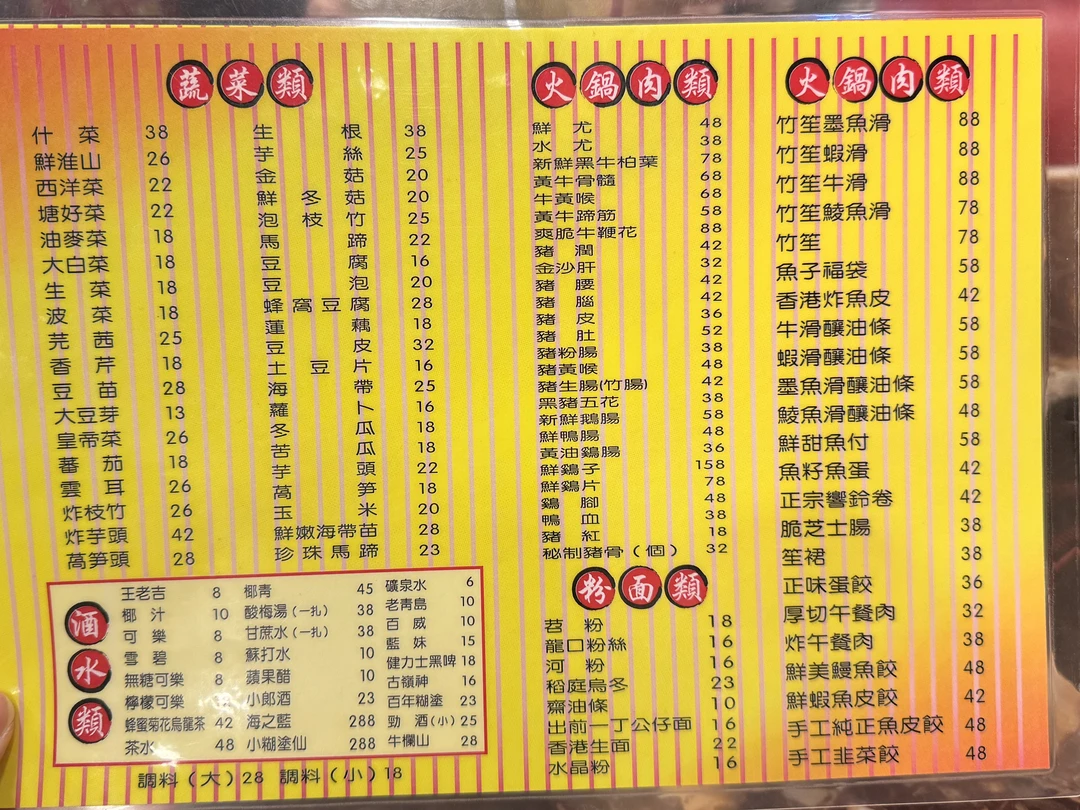 蔬菜類
什菜 38
鮮淮山 26
西洋菜 22
塘好菜 22
油麥菜 18
大白菜 18
生菜 18
波菜 18
芫茜 25
香芹 18
豆苗 28
大豆芽 13
皇帝菜 26
蕃茄 18
雲耳 26
炸枝竹 26
炸芋頭 42
萵筍頭 28
生根 38
芋絲 25
金菇 20
鮮冬菇 20
泡枝竹 25
馬蹄 22
豆腐 16
豆泡 20
蜂窩豆腐 28
蓮藕 18
豆皮 32
土豆片 16
海帶 25
蘿卜 16
冬瓜 18
苦瓜 18
芋頭 22
萵笋 18
玉米 20
鮮嫩海帶苗 28
珍珠馬蹄 23
酒水類
王老吉 8
椰汁 10
可樂 8
雪碧 8
無糖可樂 8
檸檬可樂
蜂蜜菊花烏龍茶 42
茶水 48
椰青 45
酸梅湯(一扎) 38
甘蔗水(一扎) 38
蘇打水 10
蘋果醋 10
小郎酒 23
海之藍 288
小糊塗仙 288
礦泉水 6
老青島 10
百威 10
藍妹 15
健力士黑啤 18
古嶺神 16
百年糊塗 23
勁酒(小) 25
牛欄山 28
調料(大) 28 調料(小) 18
火鍋肉類
鮮尤 48
水尤 38
新鮮黑牛柏葉 78
黃牛骨髓 68
牛黃喉 68
黃牛蹄筋 58
爽脆牛鞭花 88
豬潤 42
金沙肝 32
豬腰 42
豬腦 42
豬皮 36
豬肚 52
豬粉腸 38
豬黃喉 48
豬生腸(竹腸) 42
黑豬五花 38
新鮮鵝腸 58
鮮鴨腸 48
黃油鷄腸 36
鮮鷄子 158
鮮鷄片 78
鷄腳 48
鴨血 38
豬紅 18
秘制豬骨(個) 32
粉面類
苕粉 18
龍口粉絲 16
河粉 16
稻庭烏冬 23
齋油條 10
出前一丁公仔面 16
香港生面 22
水晶粉 16
火鍋肉類
竹笙墨魚滑 88
竹笙蝦滑 88
竹笙牛滑 88
竹笙鯪魚滑 78
竹笙 78
魚子福袋 58
香港炸魚皮 42
牛滑釀油條 58
蝦滑釀油條 58
墨魚滑釀油條 58
鯪魚滑釀油條 48
鮮甜魚付 58
魚籽魚蛋 42
正宗響鈴卷 42
脆芝士腸 38
笙裙 38
正味蛋餃 36
厚切午餐肉 32
炸午餐肉 38
鮮美鰻魚餃 48
鮮蝦魚皮餃 42
手工純正魚皮餃 48
手工韭菜餃 48